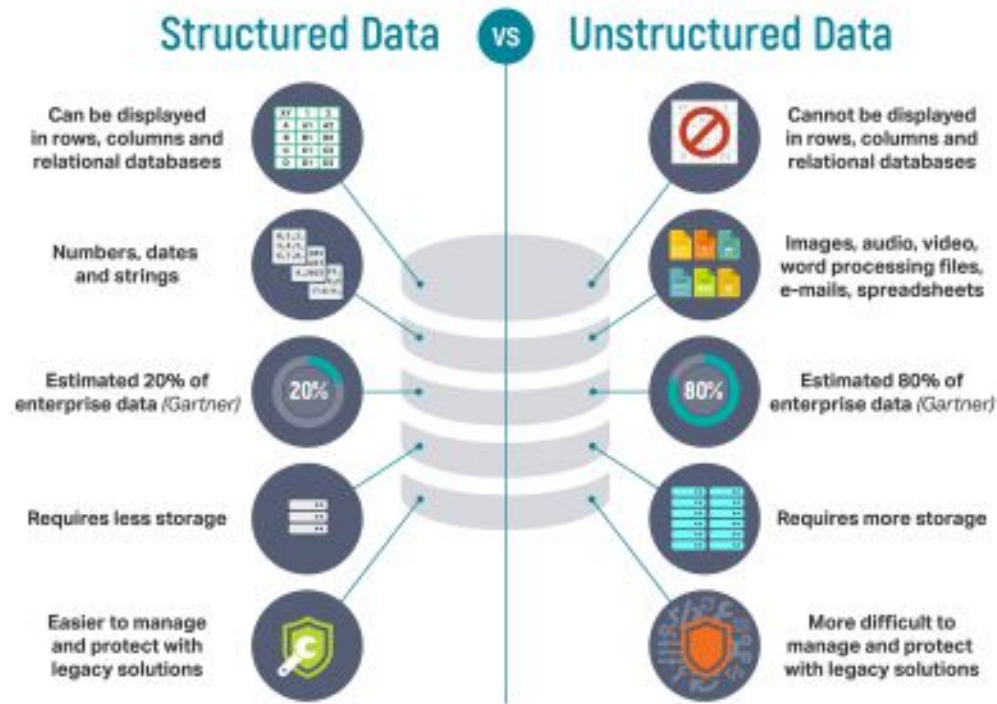 Structured Data
VS
Unstructured Data
Can be displayed
in rows, columns and
relational databases
Cannot be displayed
in rows, columns and
relational databases
Numbers, dates
and strings
Images, audio, video,
word processing files,
e-mails, spreadsheets
Estimated 20% of
enterprise data (Gartner)
20%
80%
Estimated 80% of
enterprise data (Gartner)
Requires less storage
Requires more storage
Easier to manage
and protect with
legacy solutions
More difficult to
manage and protect
with legacy solutions